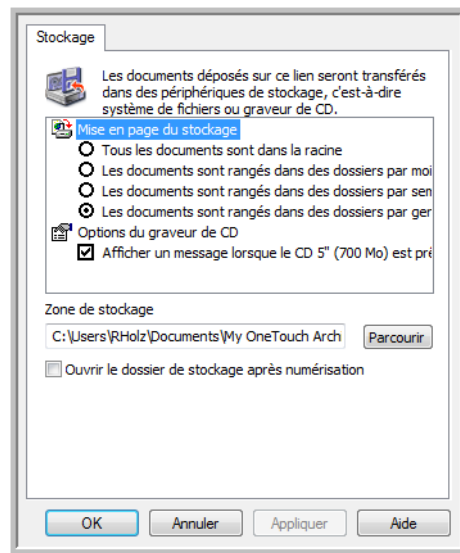 Stockage
Les documents déposés sur ce lien seront transférés
dans des périphériques de stockage, c'est-à-dire
système de fichiers ou graveur de CD.
Mise en page du stockage
Tous les documents sont dans la racine
Les documents sont rangés dans des dossiers par moi
Les documents sont rangés dans des dossiers par sem
Les documents sont rangés dans des dossiers par ger
Options du graveur de CD
Afficher un message lorsque le CD 5" (700 Mo) est pré
Zone de stockage
C:\Users\RHolz\Documents\My OneTouch Arch
Parcourir
Ouvrir le dossier de stockage après numérisation
OK Annuler Appliquer Aide